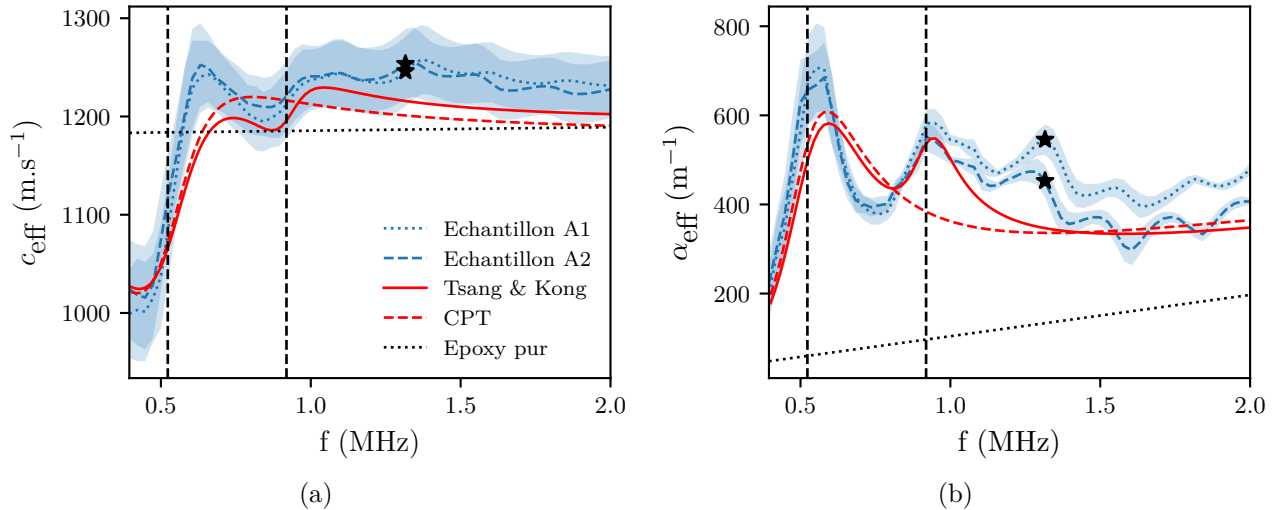 1300
1200
1100
1000
c_eff (m.s⁻¹)
Echantillon A1
Echantillon A2
Tsang & Kong
CPT
Epoxy pur
0.5 1.0 1.5 2.0
f (MHz)
(a)
800
600
400
200
α_eff (m⁻¹)
0.5 1.0 1.5 2.0
f (MHz)
(b)